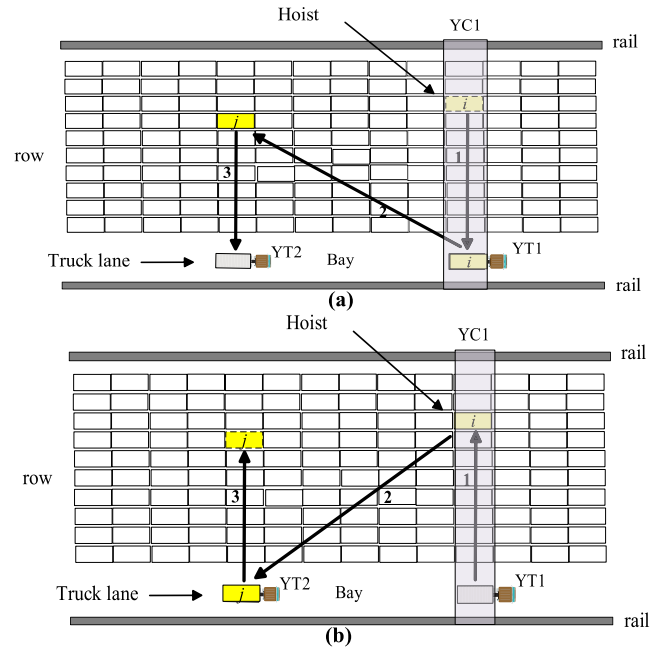 Hoist
YC1
rail
i
j
row
1
3
2
YT2
Truck lane
Bay
i
YT1
rail
(a)
Hoist
YC1
rail
i
j
row
1
3
2
YT2
YT1
Truck lane
j
Bay
rail
(b)